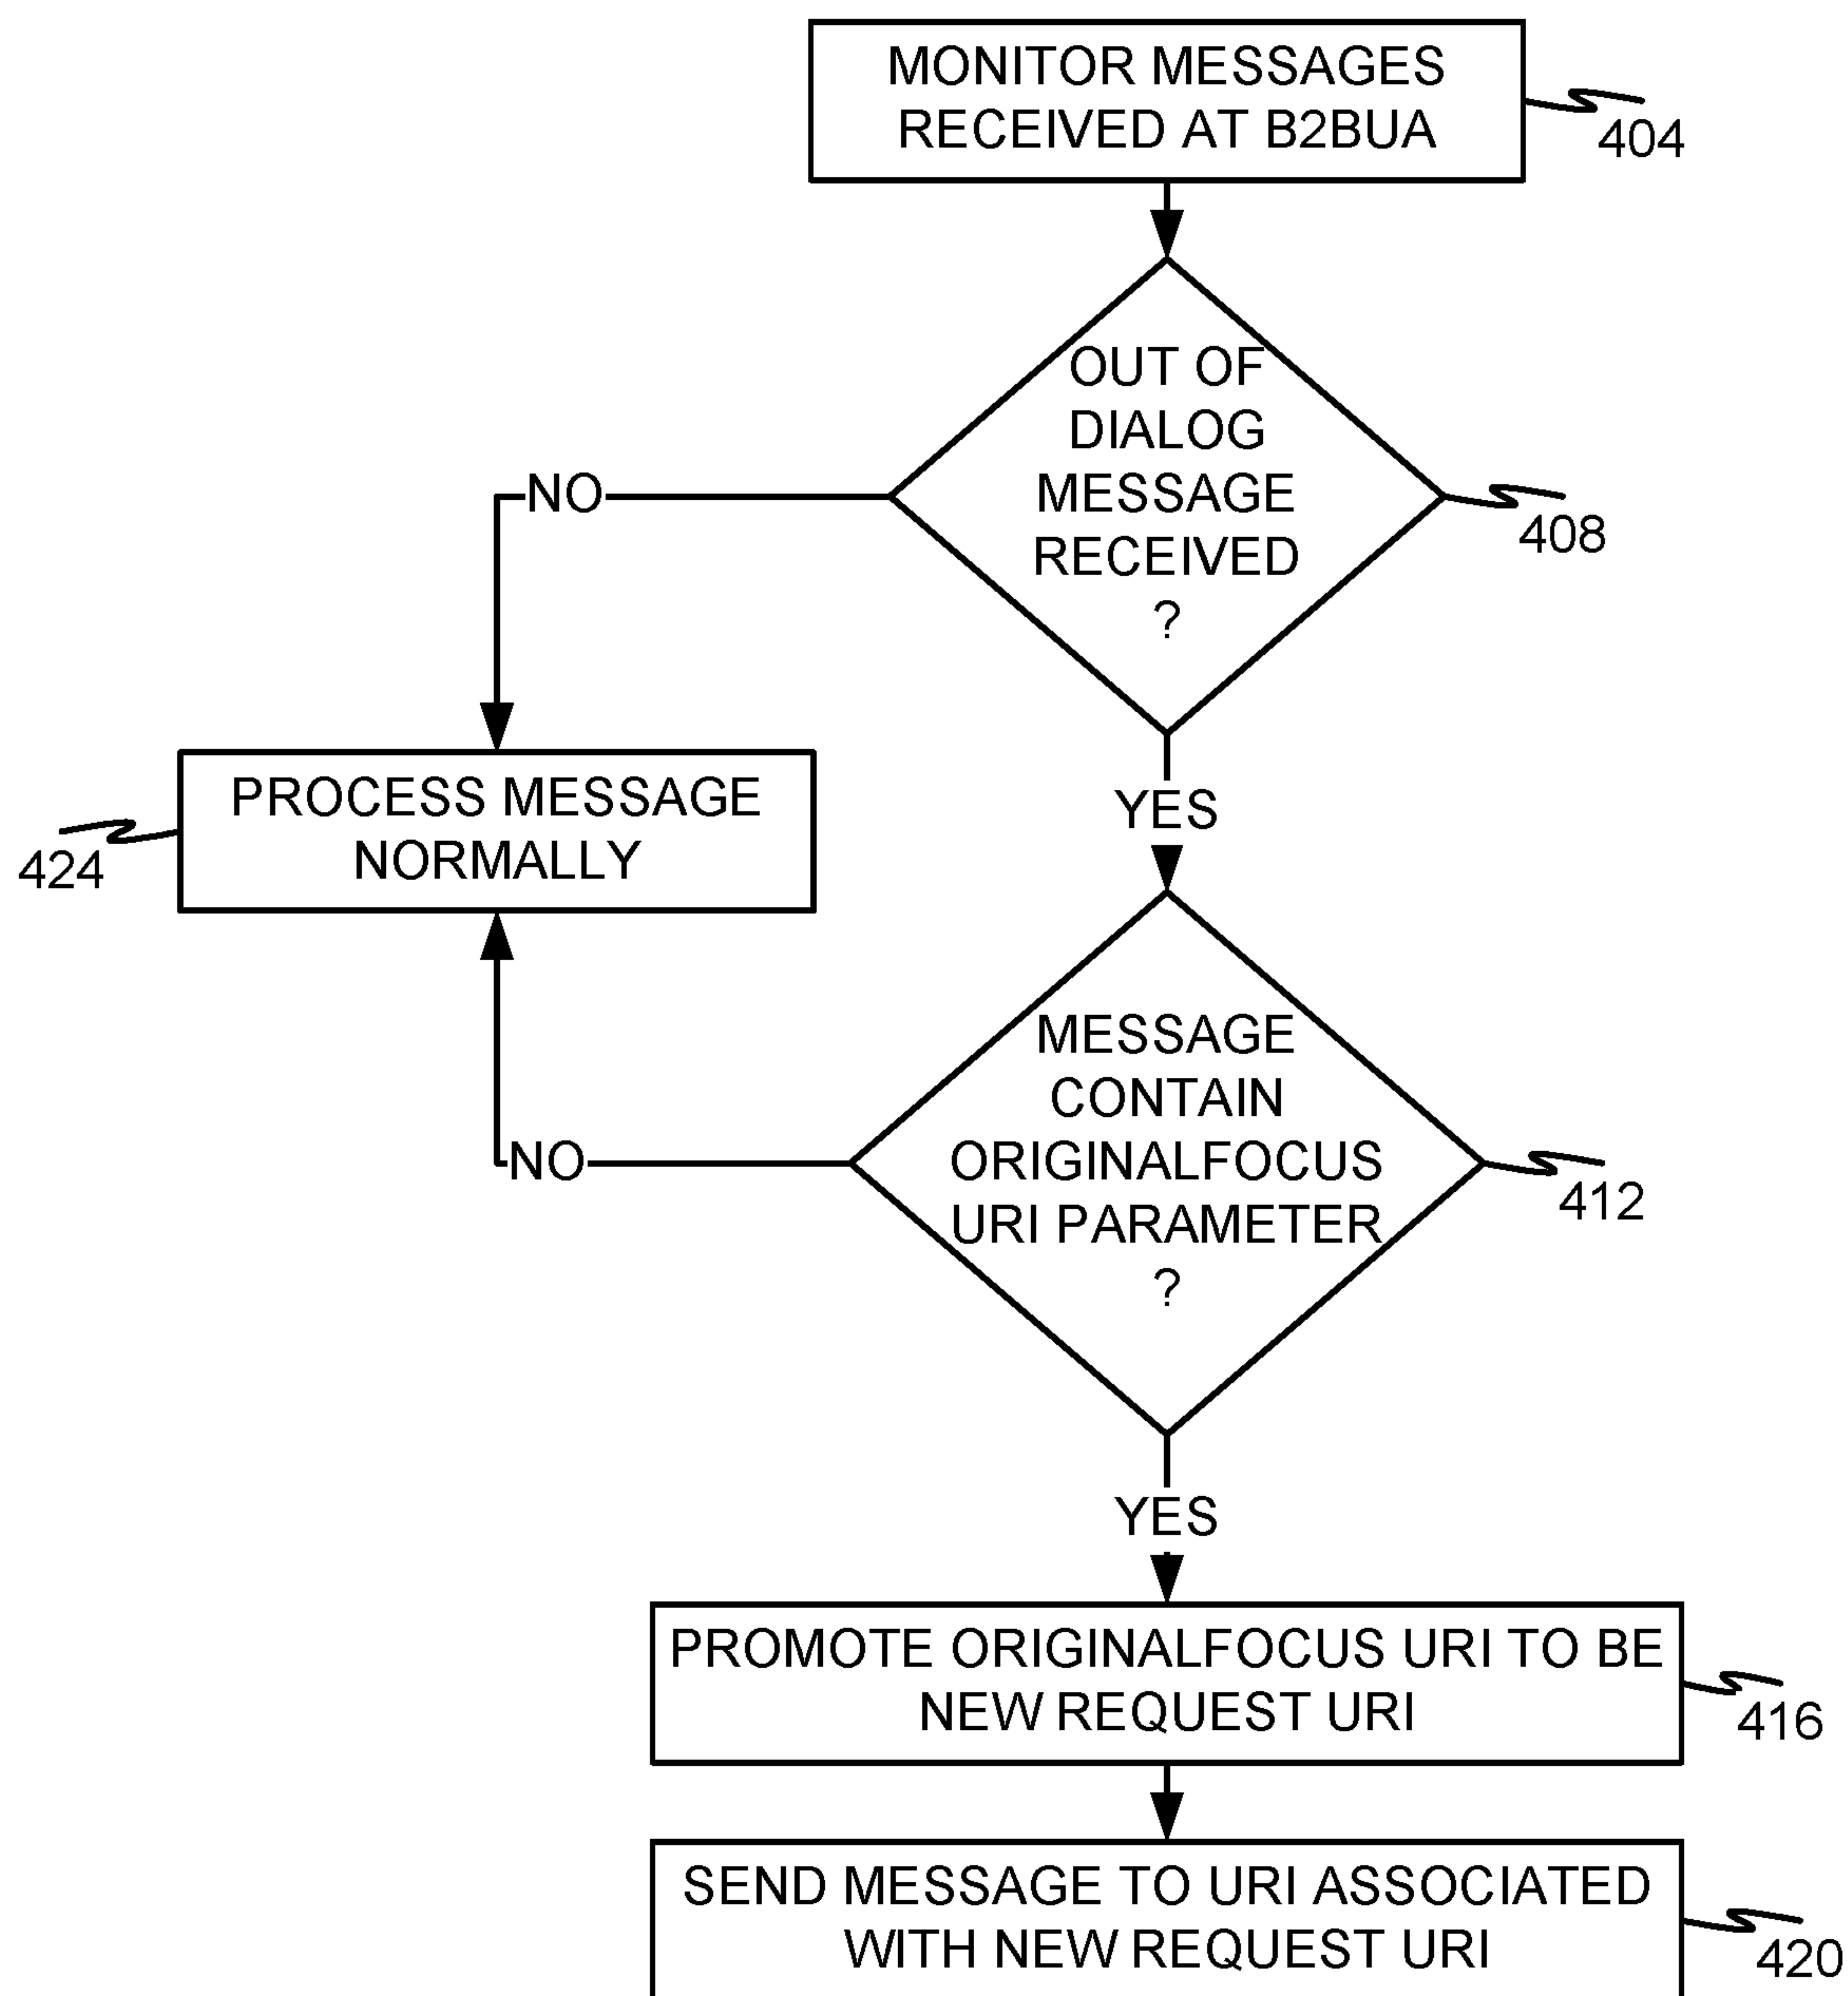 MONITOR MESSAGES
RECEIVED AT B2BUA
404
OUT OF
DIALOG
MESSAGE
RECEIVED
?
408
NO
PROCESS MESSAGE
NORMALLY
424
YES
MESSAGE
CONTAIN
ORIGINALFOCUS
URI PARAMETER
?
412
NO
YES
PROMOTE ORIGINALFOCUS URI TO BE
NEW REQUEST URI
416
SEND MESSAGE TO URI ASSOCIATED
WITH NEW REQUEST URI
420